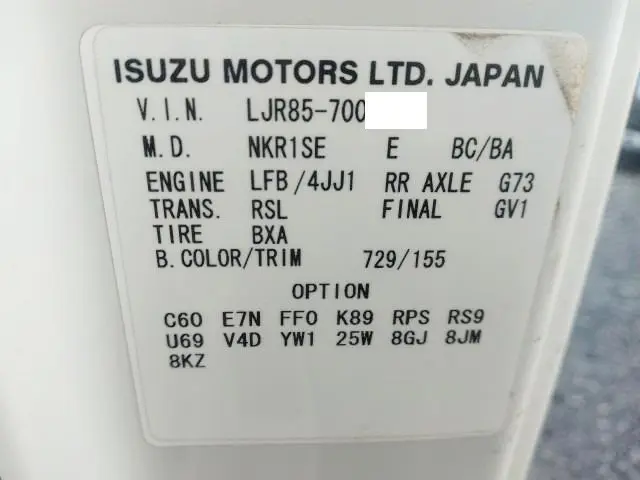 ISUZU MOTORS LTD. JAPAN
V.I.N. LJR85-700
M.D. NKR1SE E BC/BA
ENGINE LFB/4JJ1 RR AXLE G73
TRANS. RSL FINAL GV1
TIRE BXA
B.COLOR/TRIM 729/155
OPTION
C60 E7N FF0 K89 RPS RS9
U69 V4D YW1 25W 8GJ 8JM
8KZ